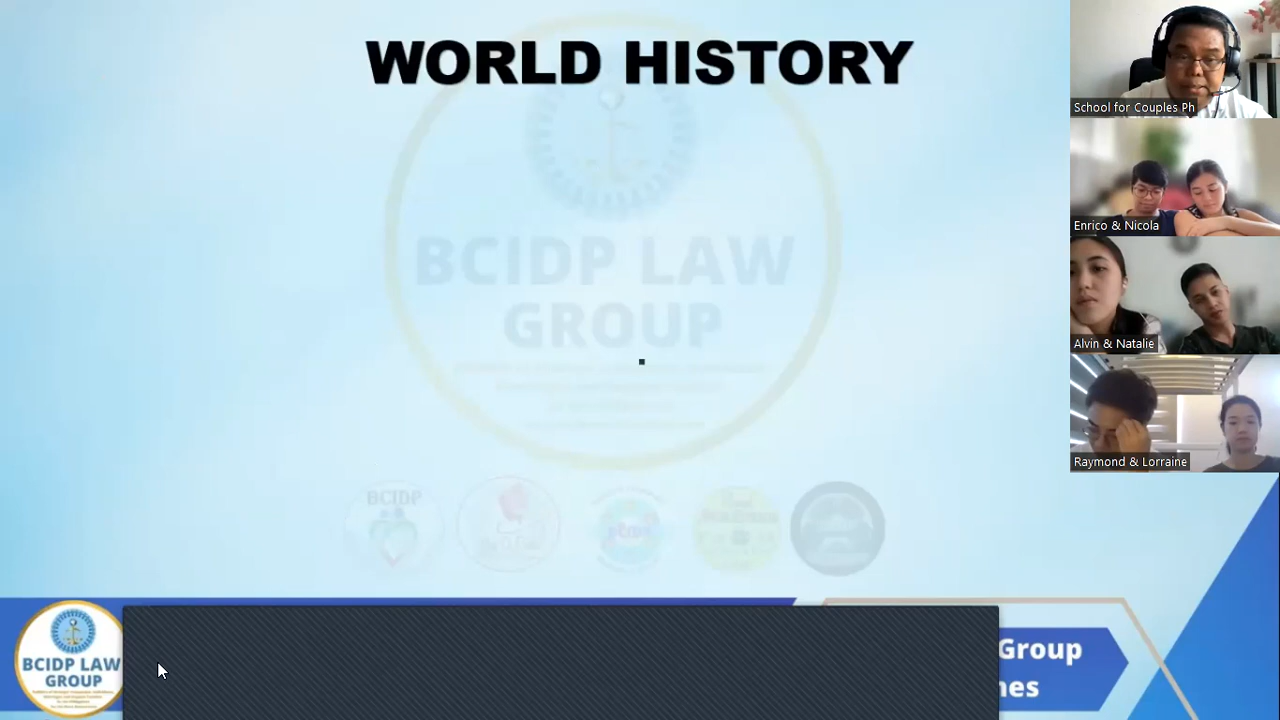 WORLD HISTORY
School for Couples Ph
Enrico & Nicola
Alvin & Natalie
Raymond & Lorraine
BCIDP LAW
GROUP
BCIDP
BCIDP LAW
GROUP
Group
nes